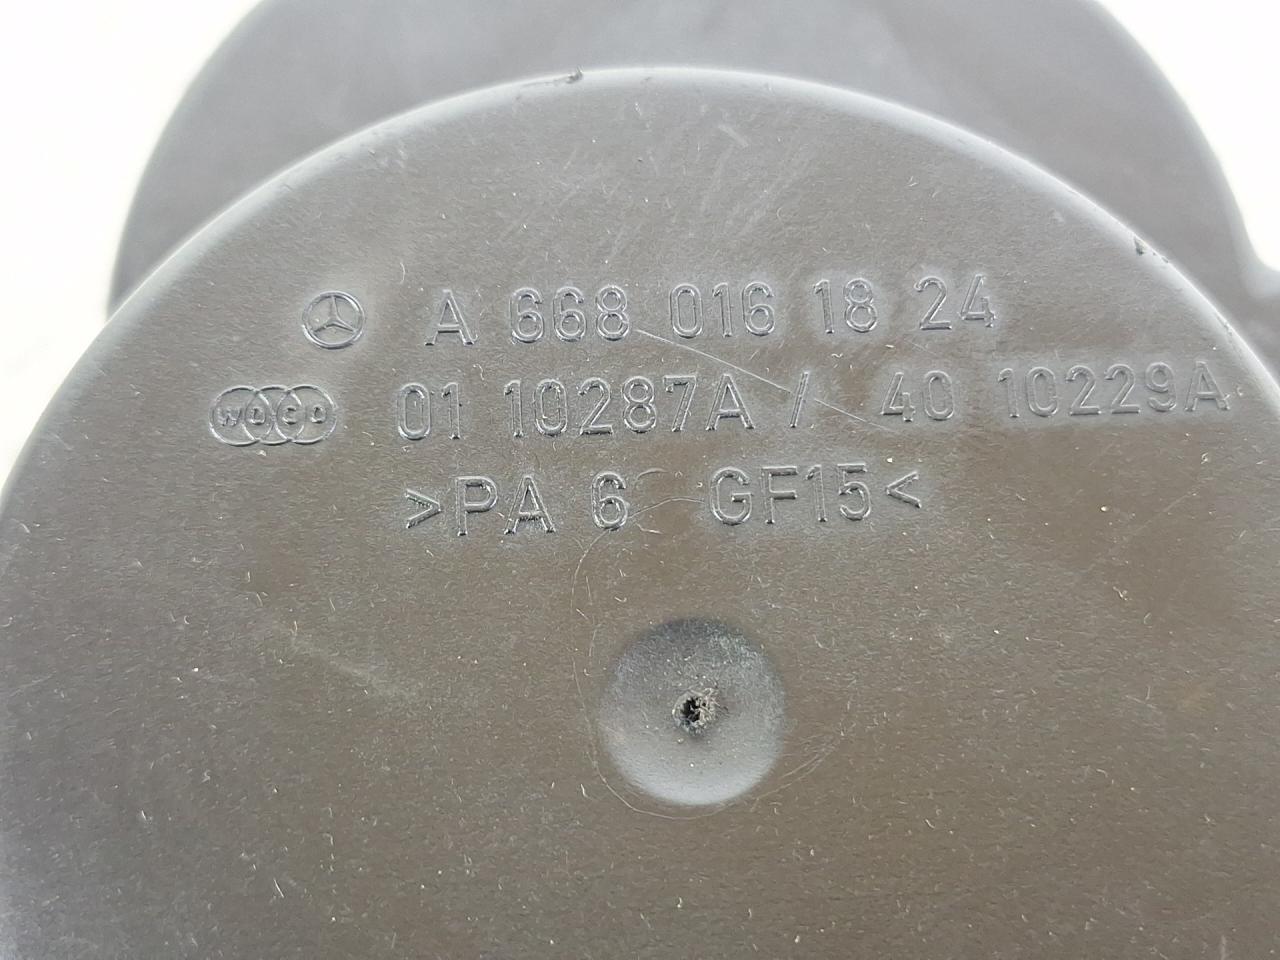 A 668 016 18 24
WOCO 01 10287A / 40 10229A
>PA 6 GF15<